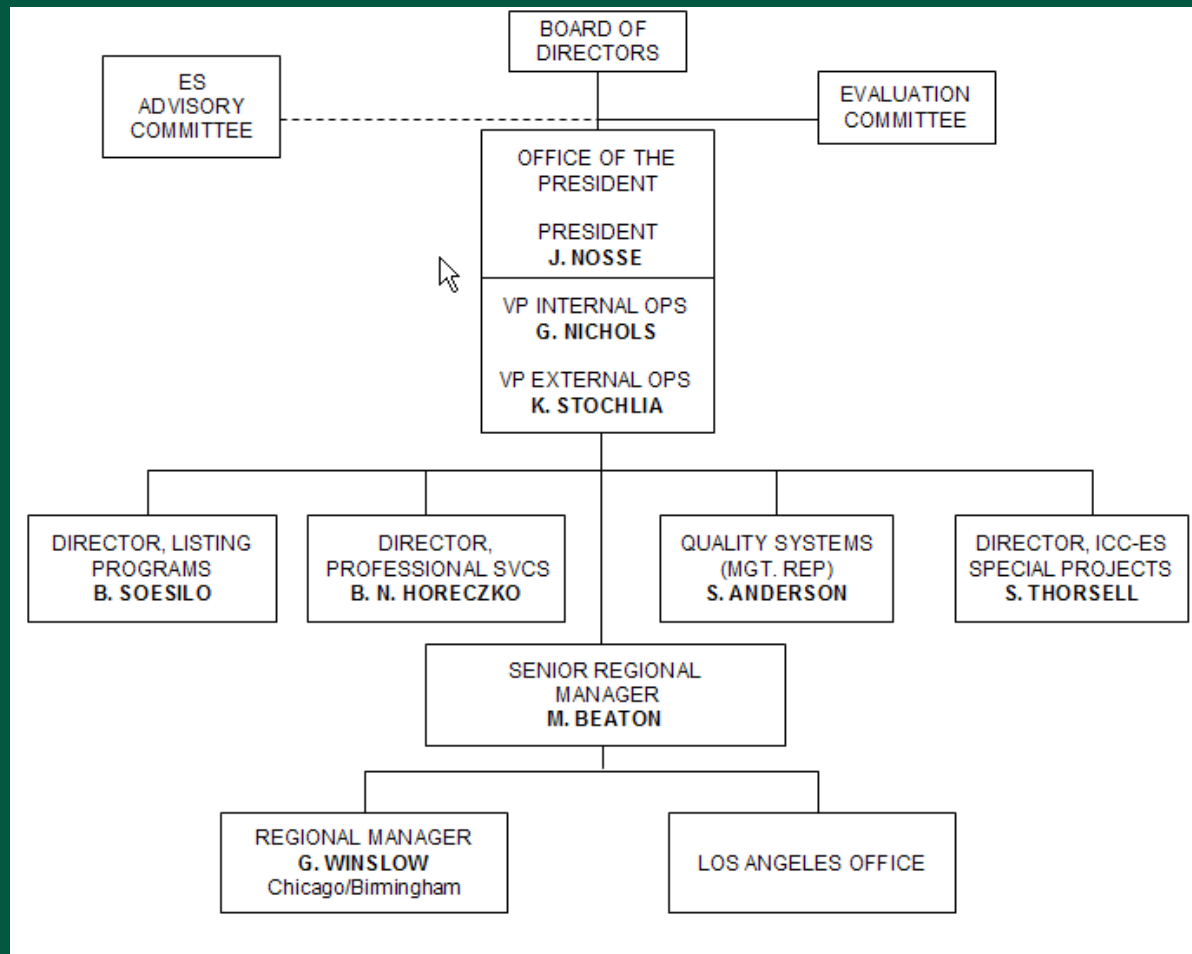 BOARD OF
DIRECTORS
ES
ADVISORY
COMMITTEE
EVALUATION
COMMITTEE
OFFICE OF THE
PRESIDENT
PRESIDENT
J. NOSSE
VP INTERNAL OPS
G. NICHOLS
VP EXTERNAL OPS
K. STOCHLIA
DIRECTOR, LISTING
PROGRAMS
B. SOESILO
DIRECTOR,
PROFESSIONAL SVCS
B. N. HORECZKO
QUALITY SYSTEMS
(MGT. REP)
S. ANDERSON
DIRECTOR, ICC-ES
SPECIAL PROJECTS
S. THORSELL
SENIOR REGIONAL
MANAGER
M. BEATON
REGIONAL MANAGER
G. WINSLOW
Chicago/Birmingham
LOS ANGELES OFFICE